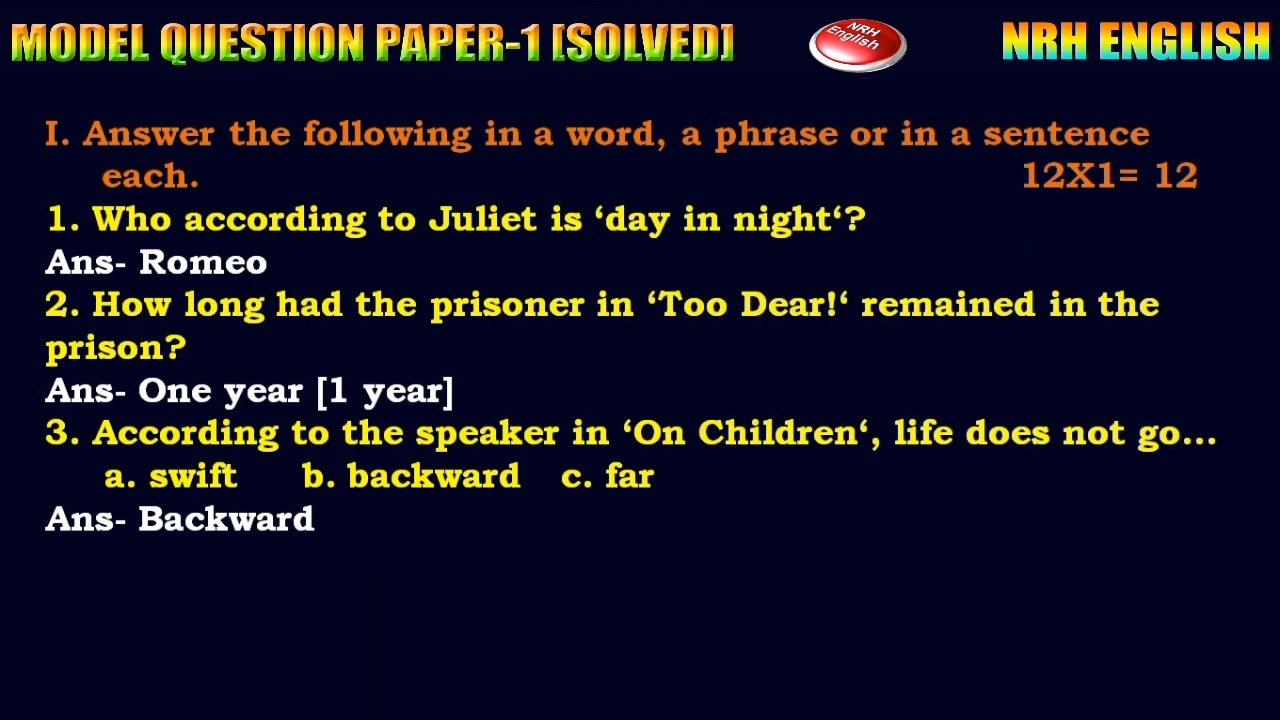 MODEL QUESTION PAPER-1 [SOLVED]
NRH
English
NRH ENGLISH
I. Answer the following in a word, a phrase or in a sentence
each. 12X1= 12
1. Who according to Juliet is ‘day in night‘?
Ans- Romeo
2. How long had the prisoner in ‘Too Dear!‘ remained in the
prison?
Ans- One year [1 year]
3. According to the speaker in ‘On Children‘, life does not go...
a. swift b. backward c. far
Ans- Backward